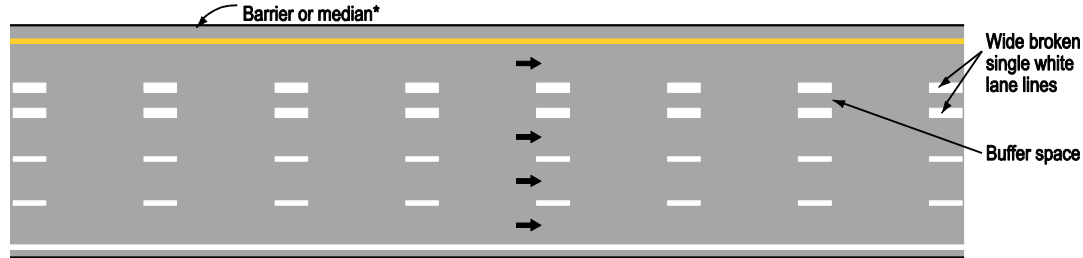 Barrier or median*
Wide broken
single white
lane lines
Buffer space